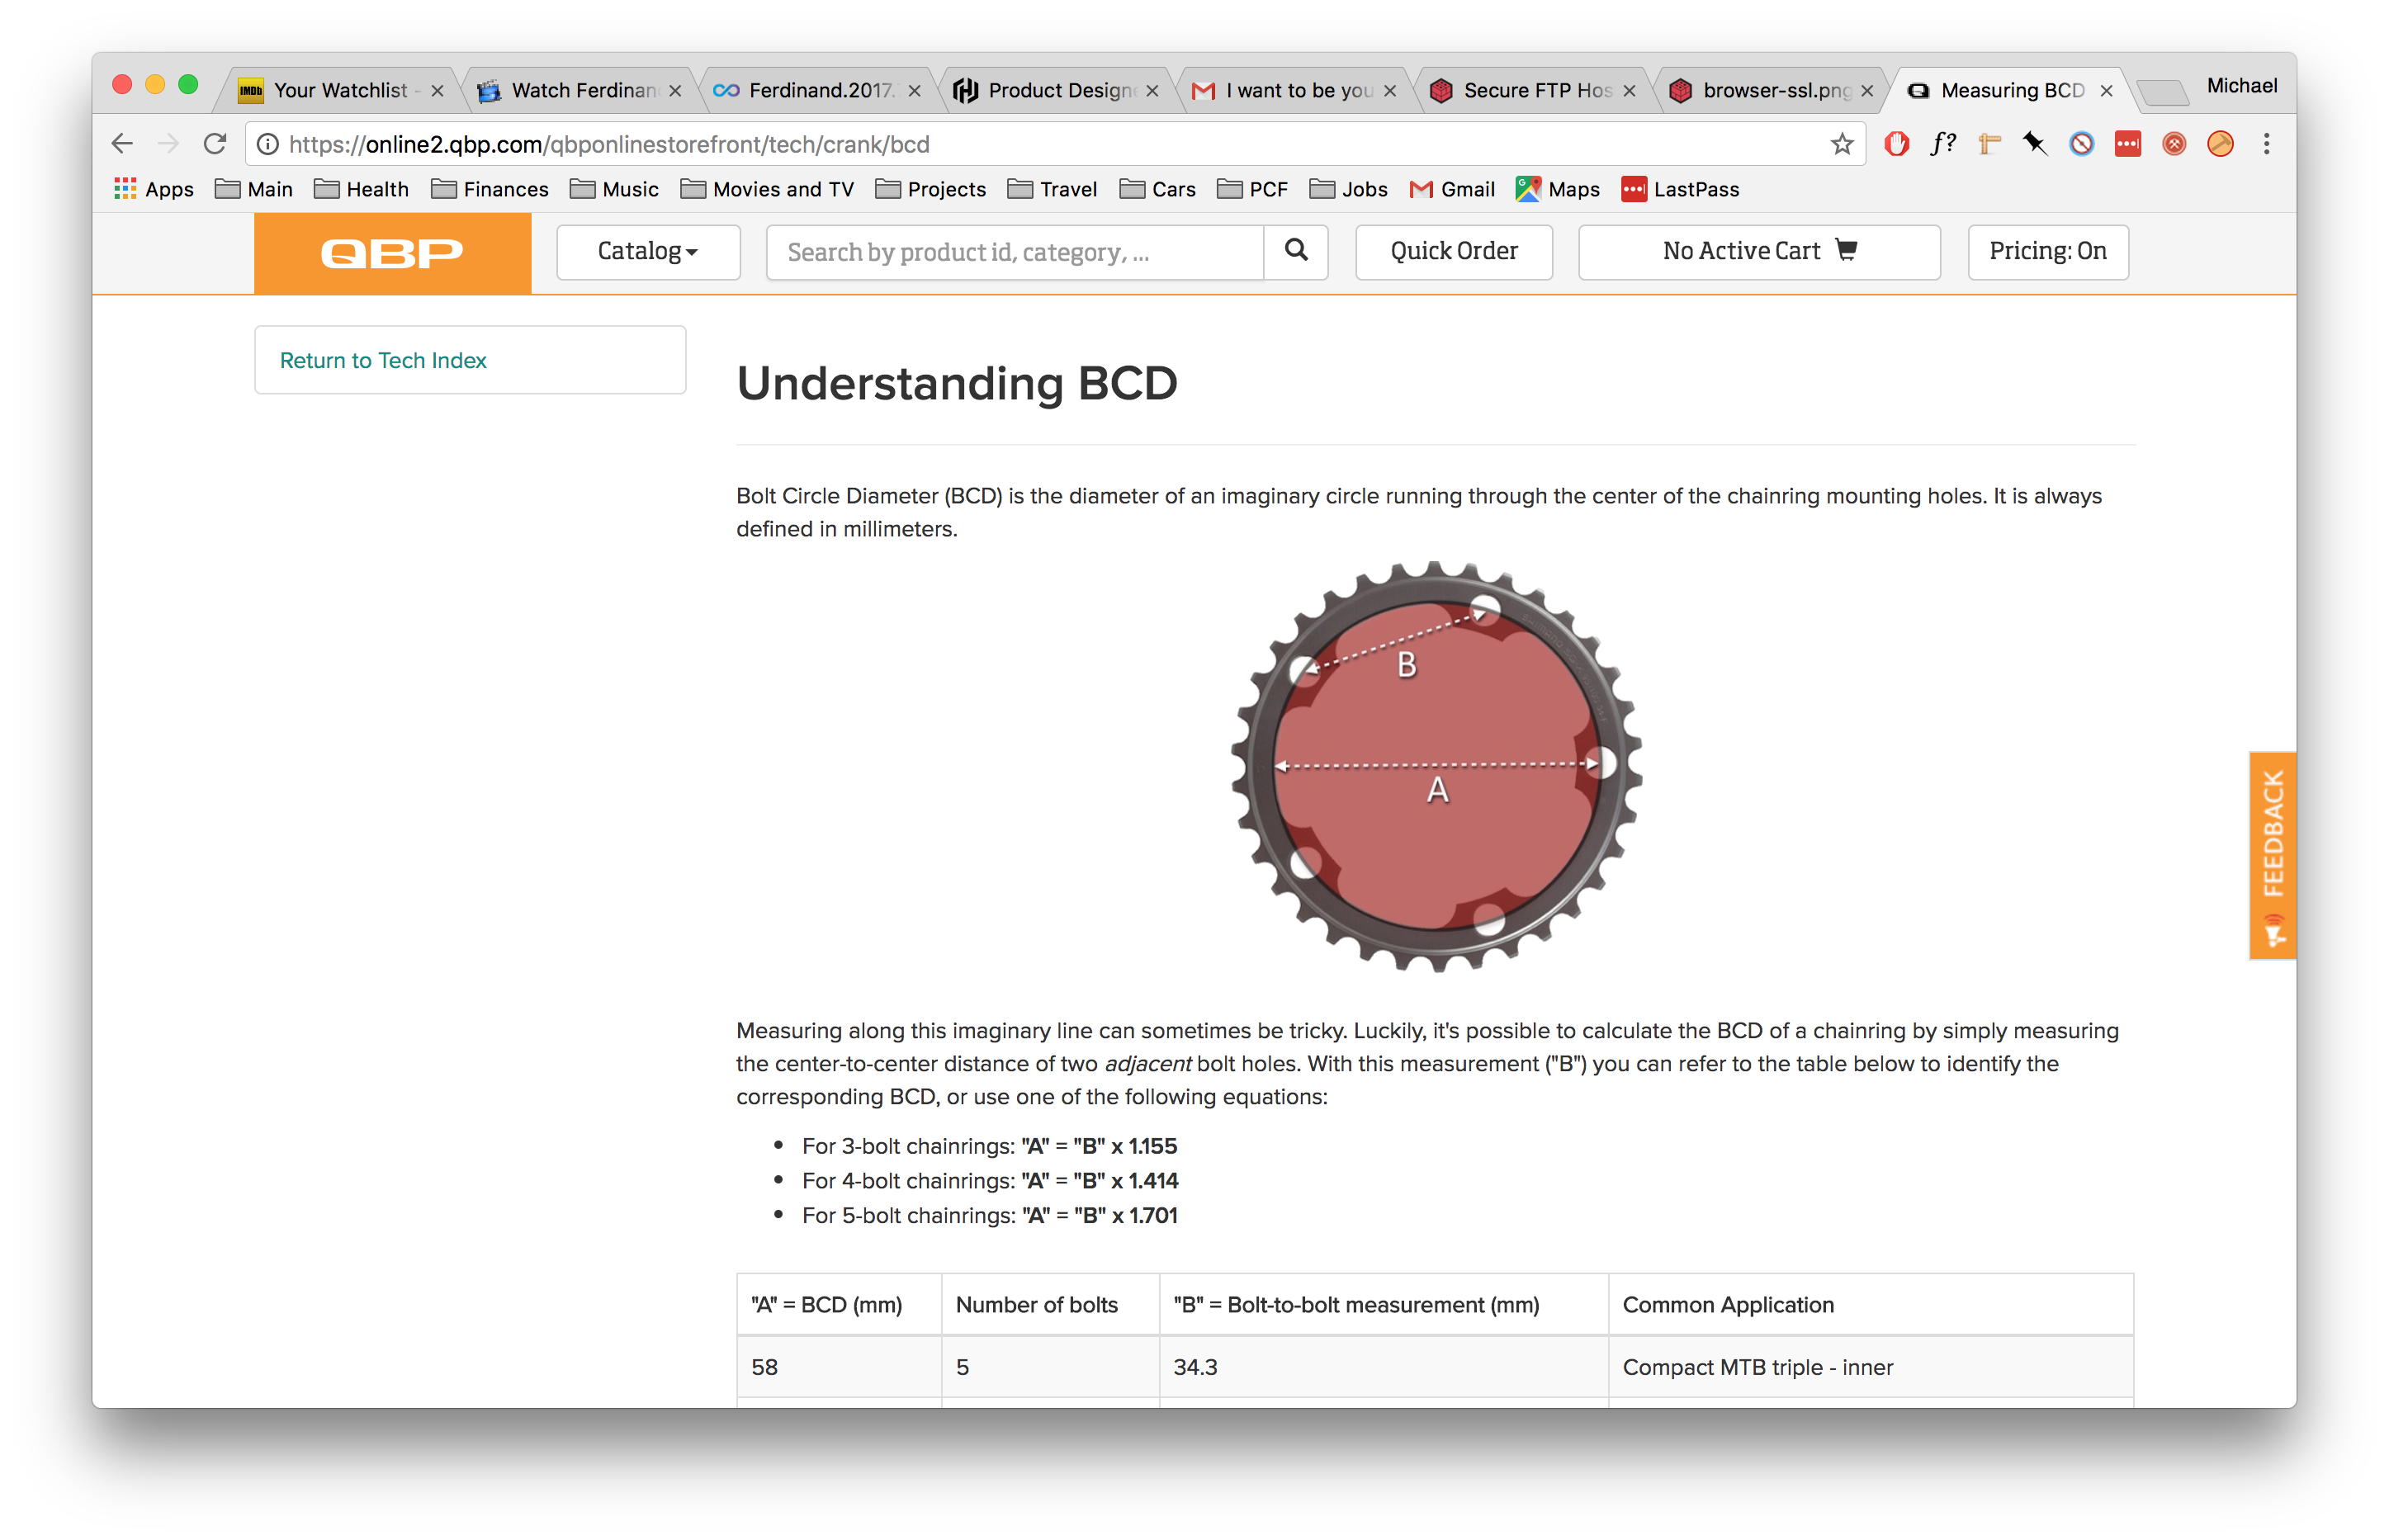 Your Watchlist -
Watch Ferdinan
Ferdinand.2017.
Product Designe
I want to be you
Secure FTP Hos
browser-ssl.png
Measuring BCD
Michael
https://online2.qbp.com/qbponlinestorefront/tech/crank/bcd
f?
Apps Main Health Finances Music Movies and TV Projects Travel Cars PCF Jobs Gmail Maps LastPass
QBP
Catalog
Search by product id, category, ...
Quick Order
No Active Cart
Pricing: On
Return to Tech Index
Understanding BCD
Bolt Circle Diameter (BCD) is the diameter of an imaginary circle running through the center of the chainring mounting holes. It is always
defined in millimeters.
B
A
FEEDBACK
Measuring along this imaginary line can sometimes be tricky. Luckily, it's possible to calculate the BCD of a chainring by simply measuring
the center-to-center distance of two adjacent bolt holes. With this measurement ("B") you can refer to the table below to identify the
corresponding BCD, or use one of the following equations:
• For 3-bolt chainrings: "A" = "B" x 1.155
• For 4-bolt chainrings: "A" = "B" x 1.414
• For 5-bolt chainrings: "A" = "B" x 1.701
"A" = BCD (mm) Number of bolts "B" = Bolt-to-bolt measurement (mm) Common Application
58 5 34.3 Compact MTB triple - inner